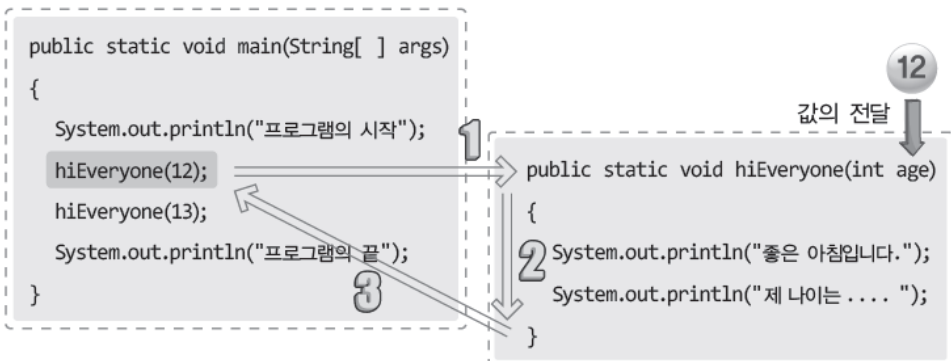 public static void main(String[ ] args)
{
System.out.println("프로그램의 시작");
hiEveryone(12);
hiEveryone(13);
System.out.println("프로그램의 끝");
}
1
2
3
12
값의 전달
public static void hiEveryone(int age)
{
System.out.println("좋은 아침입니다.");
System.out.println("제 나이는 .... ");
}